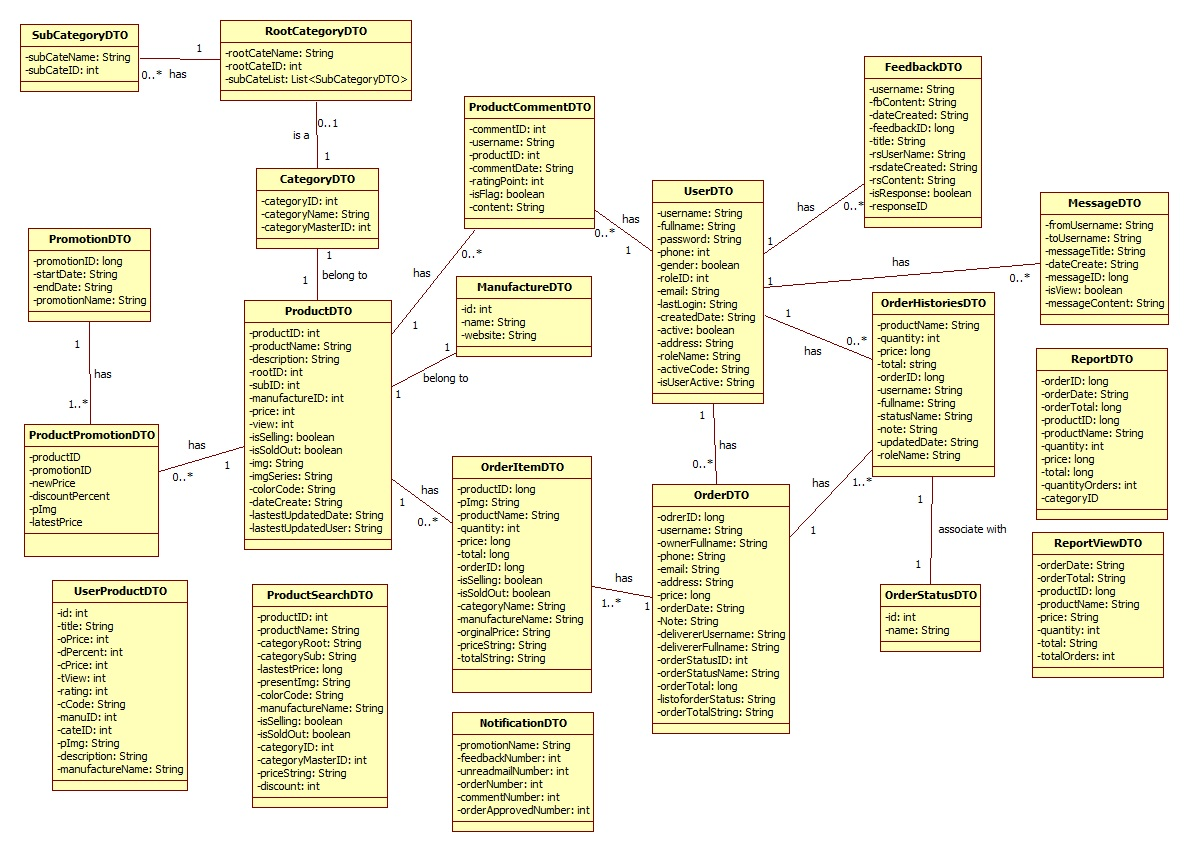 SubCategoryDTO
-subCateName: String
-subCateID: int
1
0..* has
RootCategoryDTO
-rootCateName: String
-rootCateID: int
-subCateList: List<SubCategoryDTO>
0..1
is a
1
CategoryDTO
-categoryID: int
-categoryName: String
-categoryMasterID: int
1
belong to
1
PromotionDTO
-promotionID: long
-startDate: String
-endDate: String
-promotionName: String
1
has
1..*
ProductPromotionDTO
-productID
-promotionID
-newPrice
-discountPercent
-pImg
-latestPrice
has
0..*
1
ProductDTO
-productID: int
-productName: String
-description: String
-rootID: int
-subID: int
-manufactureID: int
-price: int
-view: int
-isSelling: boolean
-isSoldOut: boolean
-img: String
-imgSeries: String
-colorCode: String
-dateCreate: String
-lastestUpdatedDate: String
-lastestUpdatedUser: String
ProductCommentDTO
-commentID: int
-username: String
-productID: int
-commentDate: String
-ratingPoint: int
-isFlag: boolean
-content: String
0..*
has
1
has
0..*
1
ManufactureDTO
-id: int
-name: String
-website: String
1
belong to
1
1
has
0..*
OrderItemDTO
-productID: long
-pImg: String
-productName: String
-quantity: int
-price: long
-total: long
-orderID: long
-isSelling: boolean
-isSoldOut: boolean
-categoryName: String
-manufactureName: String
-orginalPrice: String
-priceString: String
-totalString: String
has
1..*
1
UserDTO
-username: String
-fullname: String
-password: String
-phone: int
-gender: boolean
-roleID: int
-email: String
-lastLogin: String
-createdDate: String
-active: boolean
-address: String
-roleName: String
-activeCode: String
-isUserActive: String
has
0..*
1
FeedbackDTO
-username: String
-fbContent: String
-dateCreated: String
-feedbackID: long
-title: String
-rsUserName: String
-rsdateCreated: String
-rsContent: String
-isResponse: boolean
-responseID
has
1
0..*
MessageDTO
-fromUsername: String
-toUsername: String
-messageTitle: String
-dateCreate: String
-messageID: long
-isView: boolean
-messageContent: String
1
has
0..*
OrderHistoriesDTO
-productName: String
-quantity: int
-price: long
-total: string
-orderID: long
-username: String
-fullname: String
-statusName: String
-note: String
-updatedDate: String
-roleName: String
1
has
0..*
OrderDTO
-odrerID: long
-username: String
-ownerFullname: String
-phone: String
-email: String
-address: String
-price: long
-orderDate: String
-Note: String
-delivererUsername: String
-delivererFullname: String
-orderStatusID: int
-orderStatusName: String
-orderTotal: long
-listoforderStatus: String
-orderTotalString: String
has
1..*
1
1
associate with
1
OrderStatusDTO
-id: int
-name: String
ReportDTO
-orderID: long
-orderDate: String
-orderTotal: long
-productID: long
-productName: String
-quantity: int
-price: long
-total: long
-quantityOrders: int
-categoryID
ReportViewDTO
-orderDate: String
-orderTotal: String
-productID: long
-productName: String
-price: String
-quantity: int
-total: String
-totalOrders: int
UserProductDTO
-id: int
-title: String
-oPrice: int
-dPercent: int
-cPrice: int
-tView: int
-rating: int
-cCode: String
-manuID: int
-cateID: int
-pImg: String
-description: String
-manufactureName: String
ProductSearchDTO
-productID: int
-productName: String
-categoryRoot: String
-categorySub: String
-lastestPrice: long
-presentImg: String
-colorCode: String
-manufactureName: String
-isSelling: boolean
-isSoldOut: boolean
-categoryID: int
-categoryMasterID: int
-priceString: String
-discount: int
NotificationDTO
-promotionName: String
-feedbackNumber: int
-unreadmailNumber: int
-orderNumber: int
-commentNumber: int
-orderApprovedNumber: int